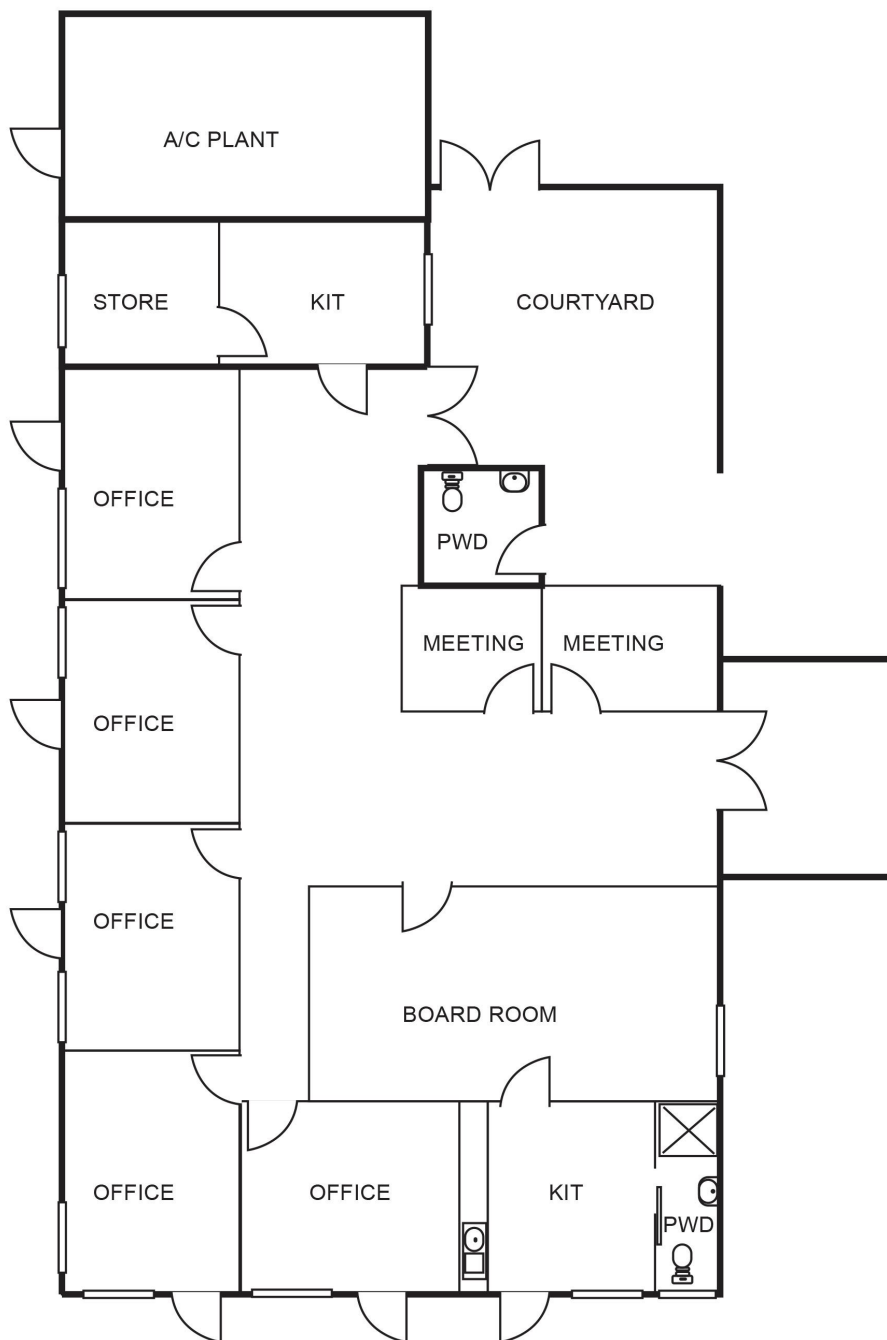 A/C PLANT
STORE
KIT
COURTYARD
OFFICE
PWD
MEETING
MEETING
OFFICE
OFFICE
BOARD ROOM
OFFICE
OFFICE
KIT
PWD